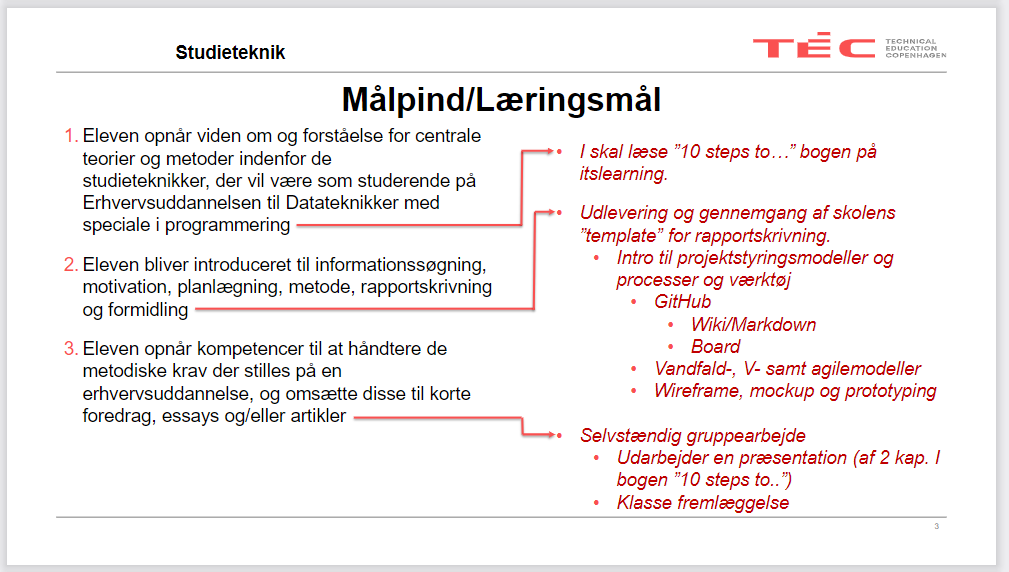 Studieteknik
TEC
TECHNICAL
EDUCATION
COPENHAGEN
Målpind/Læringsmål
1. Eleven opnår viden om og forståelse for centrale
teorier og metoder indenfor de
studieteknikker, der vil være som studerende på
Erhvervsuddannelsen til Datateknikker med
speciale i programmering
2. Eleven bliver introduceret til informationssøgning,
motivation, planlægning, metode, rapportskrivning
og formidling
3. Eleven opnår kompetencer til at håndtere de
metodiske krav der stilles på en
erhvervsuddannelse, og omsætte disse til korte
foredrag, essays og/eller artikler
• I skal læse ”10 steps to…” bogen på
itslearning.
• Udlevering og gennemgang af skolens
”template” for rapportskrivning.
• Intro til projektstyringsmodeller og
processer og værktøj
• GitHub
• Wiki/Markdown
• Board
• Vandfald-, V- samt agilemodeller
• Wireframe, mockup og prototyping
• Selvstændig gruppearbejde
• Udarbejder en præsentation (af 2 kap. I
bogen ”10 steps to..”)
• Klasse fremlæggelse
3